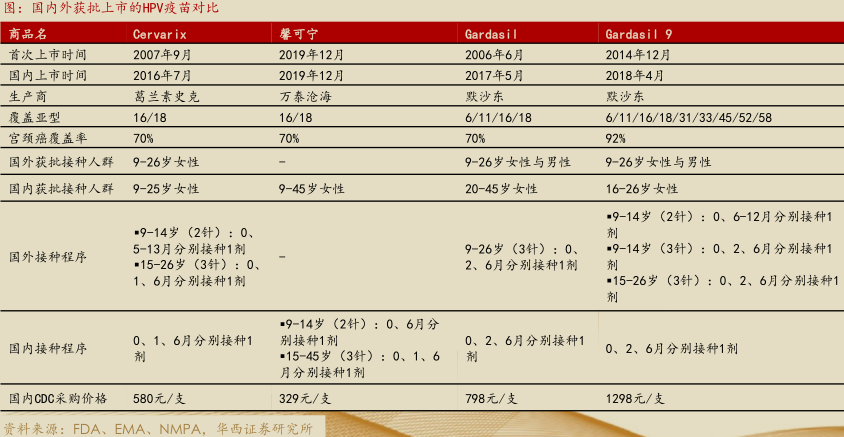 图: 国内外获批上市的HPV疫苗对比
商品名 Cervarix 馨可宁 Gardasil Gardasil 9
首次上市时间 2007年9月 2019年12月 2006年6月 2014年12月
国内上市时间 2016年7月 2019年12月 2017年5月 2018年4月
生产商 葛兰素史克 万泰沧海 默沙东 默沙东
覆盖亚型 16/18 16/18 6/11/16/18 6/11/16/18/31/33/45/52/58
宫颈癌覆盖率 70% 70% 70% 92%
国外获批接种人群 9-26岁女性 - 9-26岁女性与男性 9-26岁女性与男性
国内获批接种人群 9-25岁女性 9-45岁女性 20-45岁女性 16-26岁女性
国外接种程序
▪9-14岁（2针）: 0、
5-13月分别接种1剂
▪15-26岁（3针）: 0、
1、6月分别接种1剂
-
9-26岁（3针）: 0、
2、6月分别接种1剂
▪9-14岁（2针）: 0、6-12月分别接种1
剂
▪9-14岁（3针）: 0、2、6月分别接种1
剂
▪15-26岁（3针）: 0、2、6月分别接种1
剂
国内接种程序
0、1、6月分别接种1
剂
▪9-14岁（2针）: 0、6月分
别接种1剂
▪15-45岁（3针）: 0、1、6
月分别接种1剂
0、2、6月分别接种1
剂
0、2、6月分别接种1剂
国内CDC采购价格 580元/支 329元/支 798元/支 1298元/支
资料来源: FDA、EMA、NMPA, 华西证券研究所